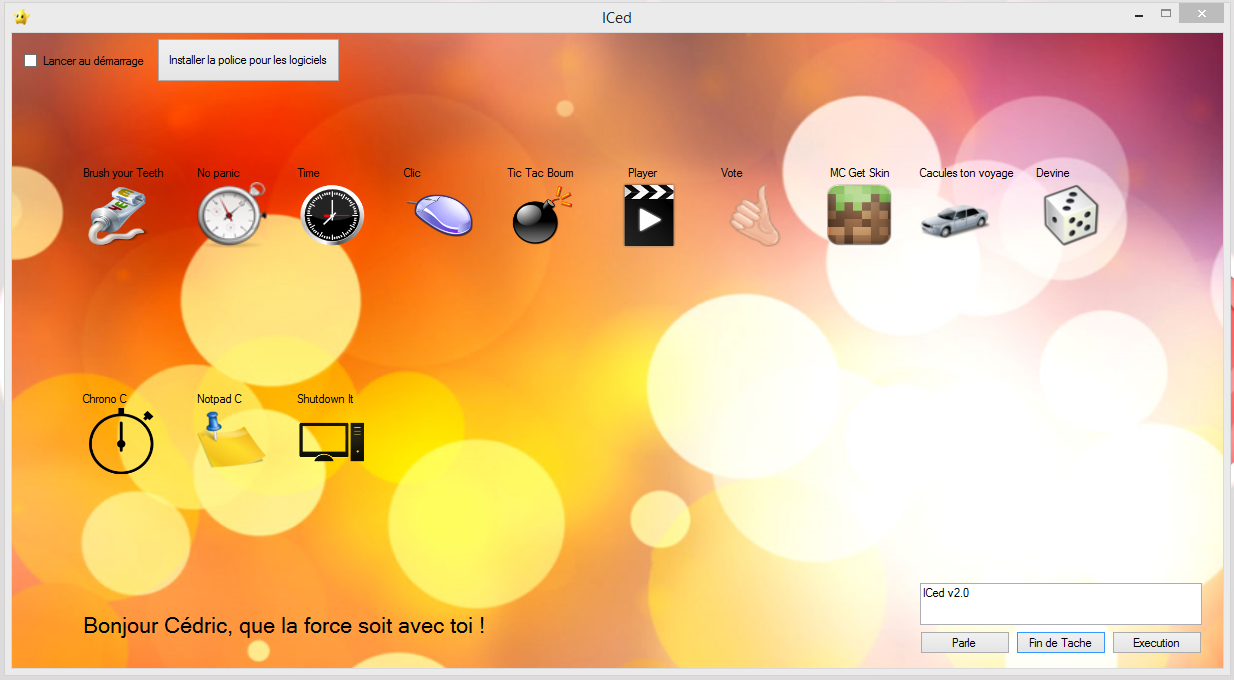 ICed
Lancer au démarrage
Installer la police pour les logiciels
Brush your Teeth
No panic
Time
Clic
Tic Tac Boum
Player
Vote
MC Get Skin
Cacules ton voyage
Devine
Chrono C
Notpad C
Shutdown It
ICed v2.0
Bonjour Cédric, que la force soit avec toi !
Parle
Fin de Tache
Execution